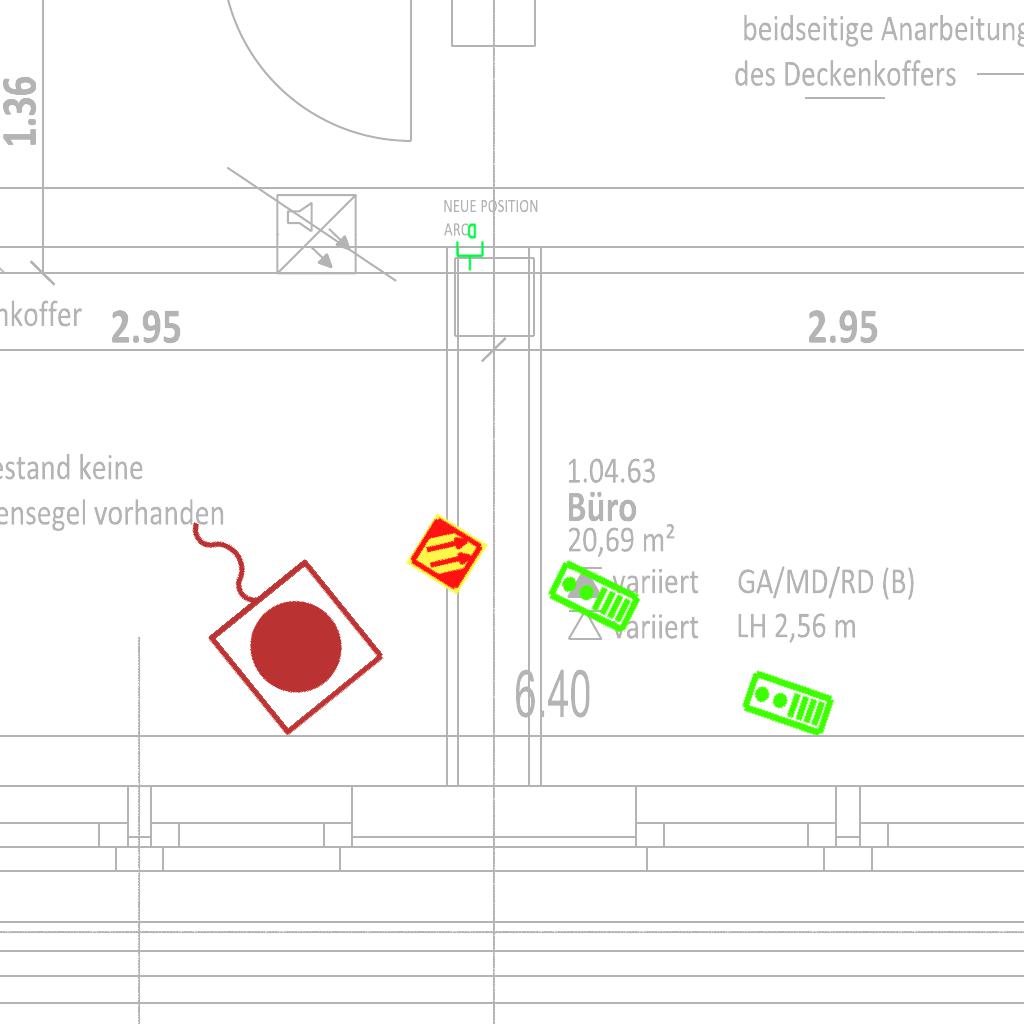 beidseitige Anarbeitung
des Deckenkoffers
1.36
NEUE POSITION
ARC
a
nkoffer
2.95
2.95
estand keine
ensegel vorhanden
1.04.63
Büro
20,69 m²
variiert GA/MD/RD (B)
variiert LH 2,56 m
6.40